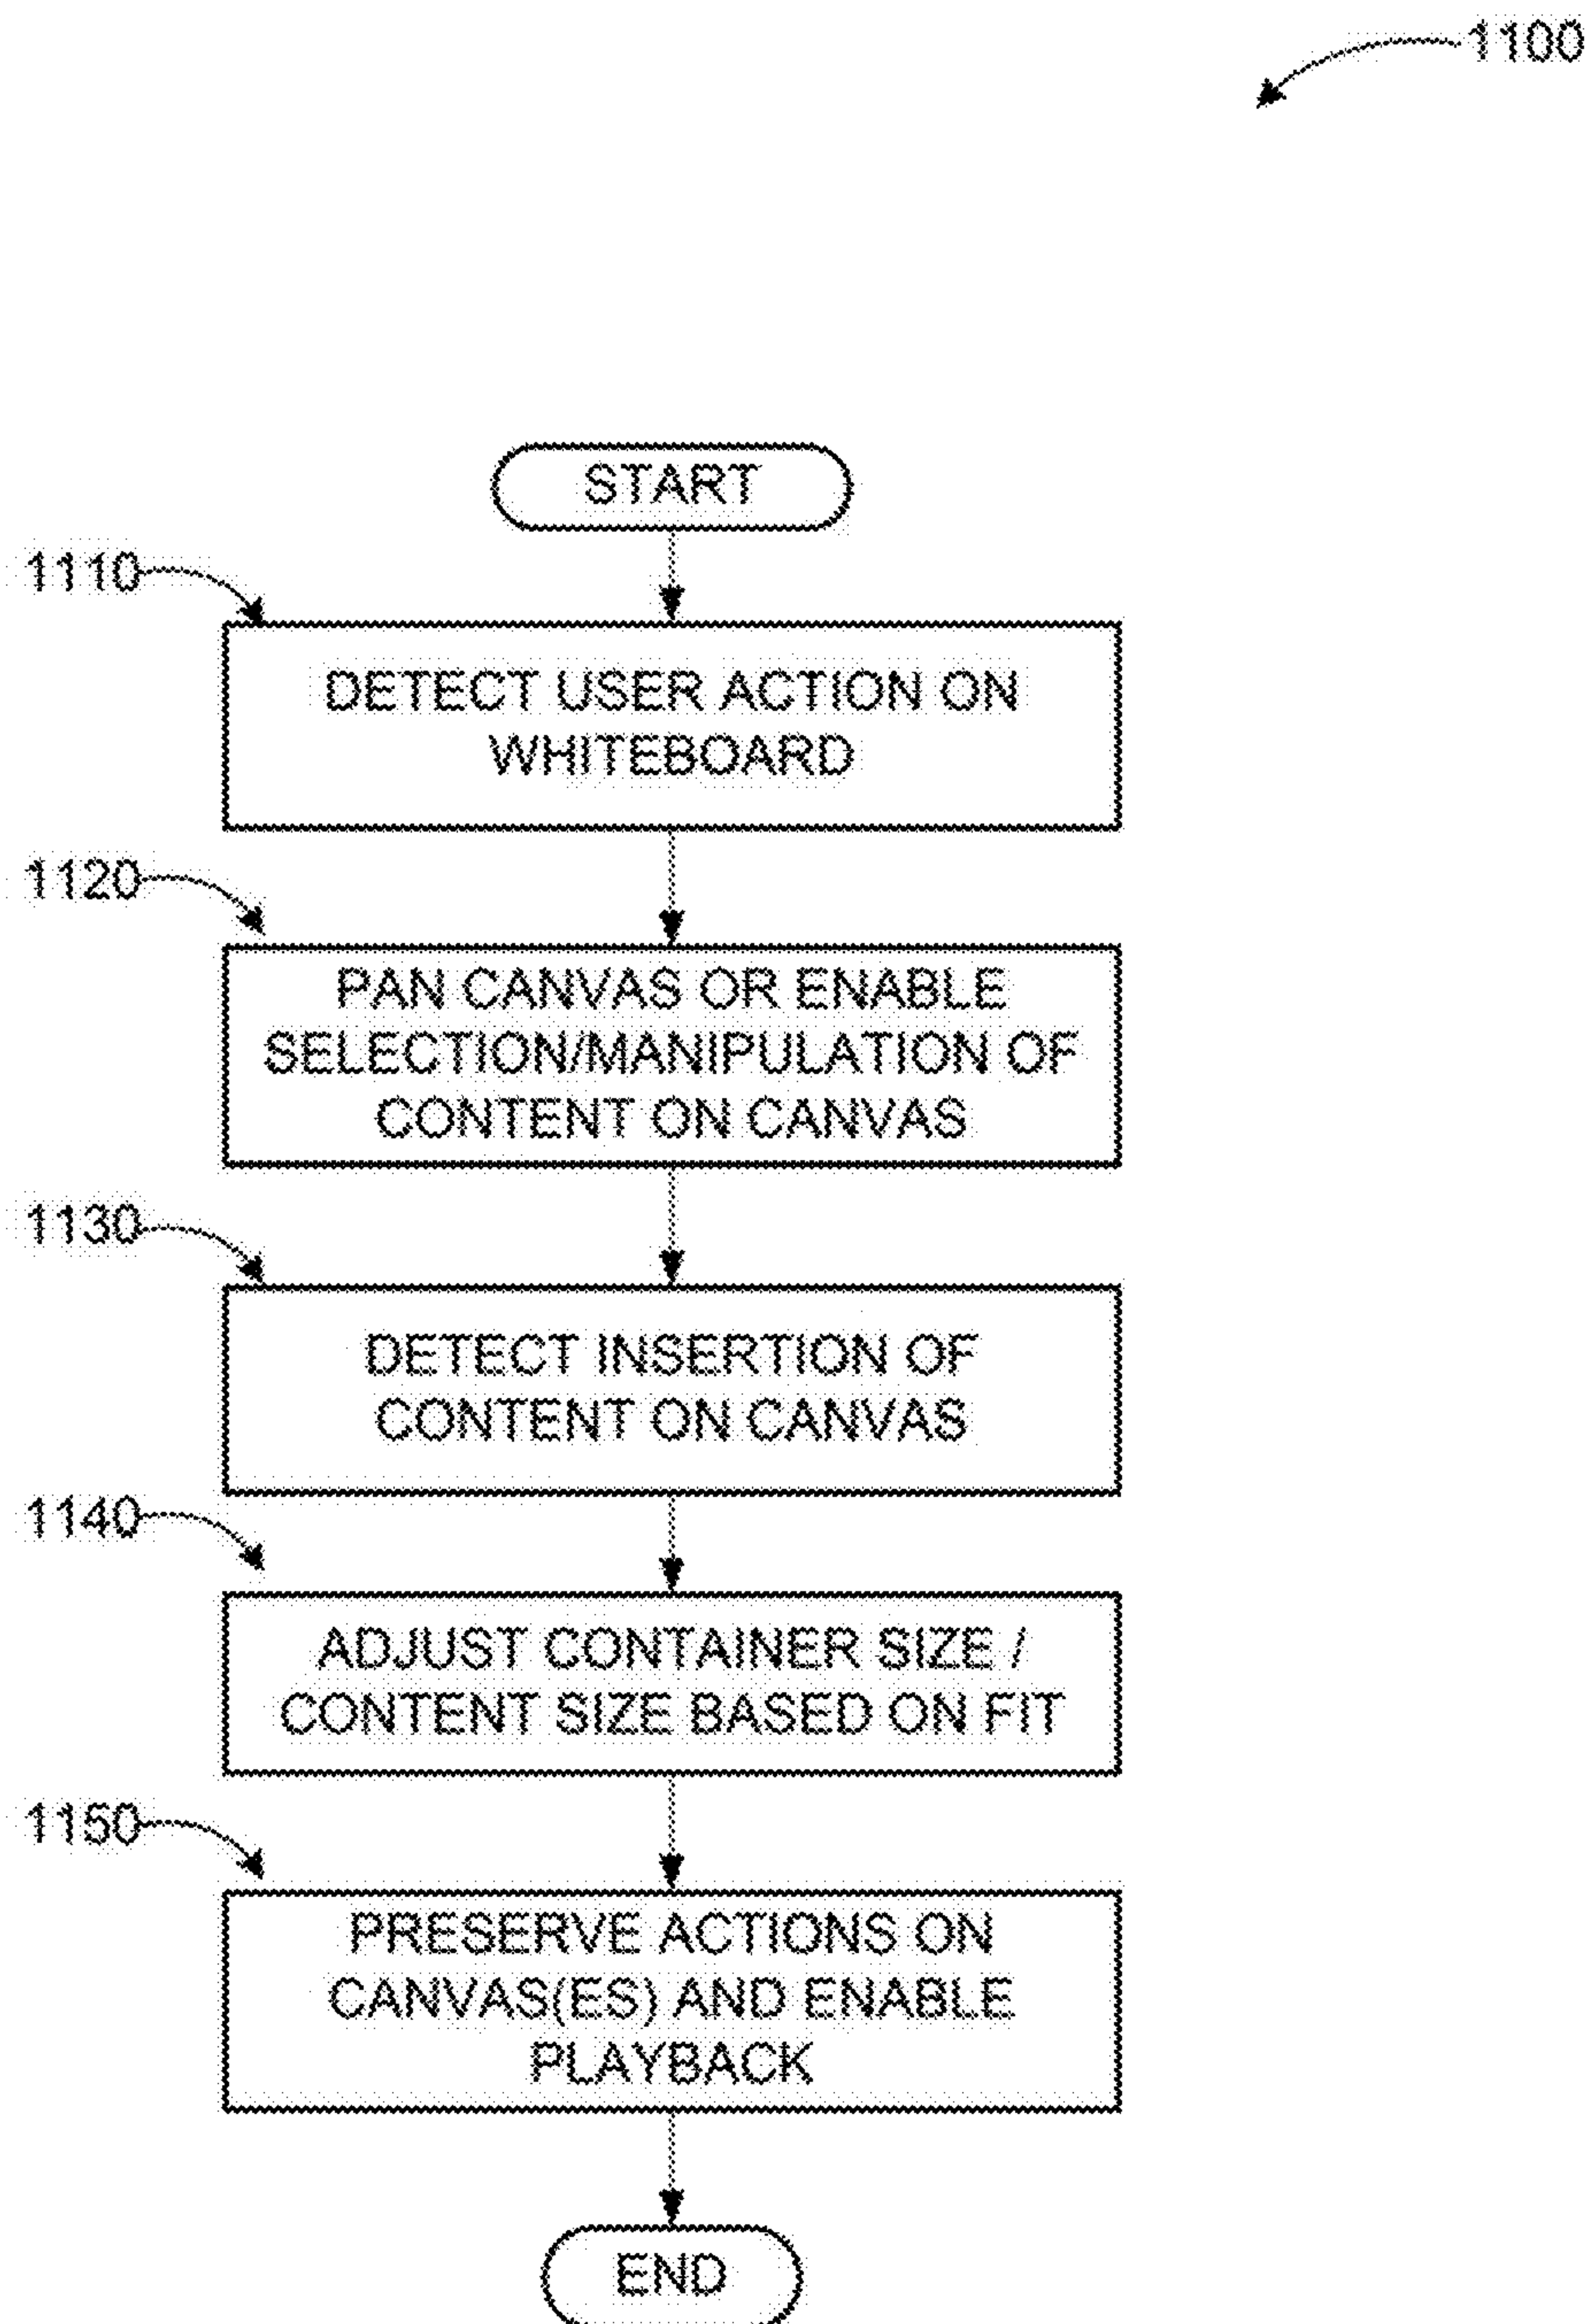 1100
START
1110
DETECT USER ACTION ON
WHITEBOARD
1120
PAN CANVAS OR ENABLE
SELECTION/MANIPULATION OF
CONTENT ON CANVAS
1130
DETECT INSERTION OF
CONTENT ON CANVAS
1140
ADJUST CONTAINER SIZE /
CONTENT SIZE BASED ON FIT
1150
PRESERVE ACTIONS ON
CANVAS(ES) AND ENABLE
PLAYBACK
END